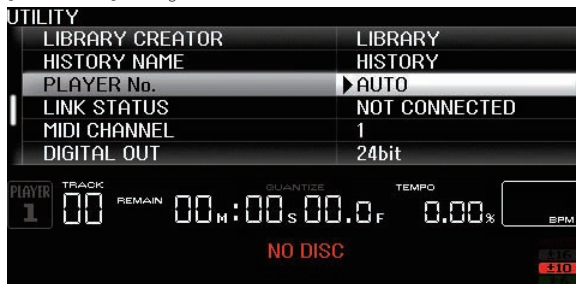 UTILITY
LIBRARY CREATOR LIBRARY
HISTORY NAME HISTORY
PLAYER No. ▶AUTO
LINK STATUS NOT CONNECTED
MIDI CHANNEL 1
DIGITAL OUT 24bit
PLAYER 1 TRACK 00 REMAIN 00M:00S00.0F QUANTIZE TEMPO 0.00% BPM
NO DISC
±16
±10